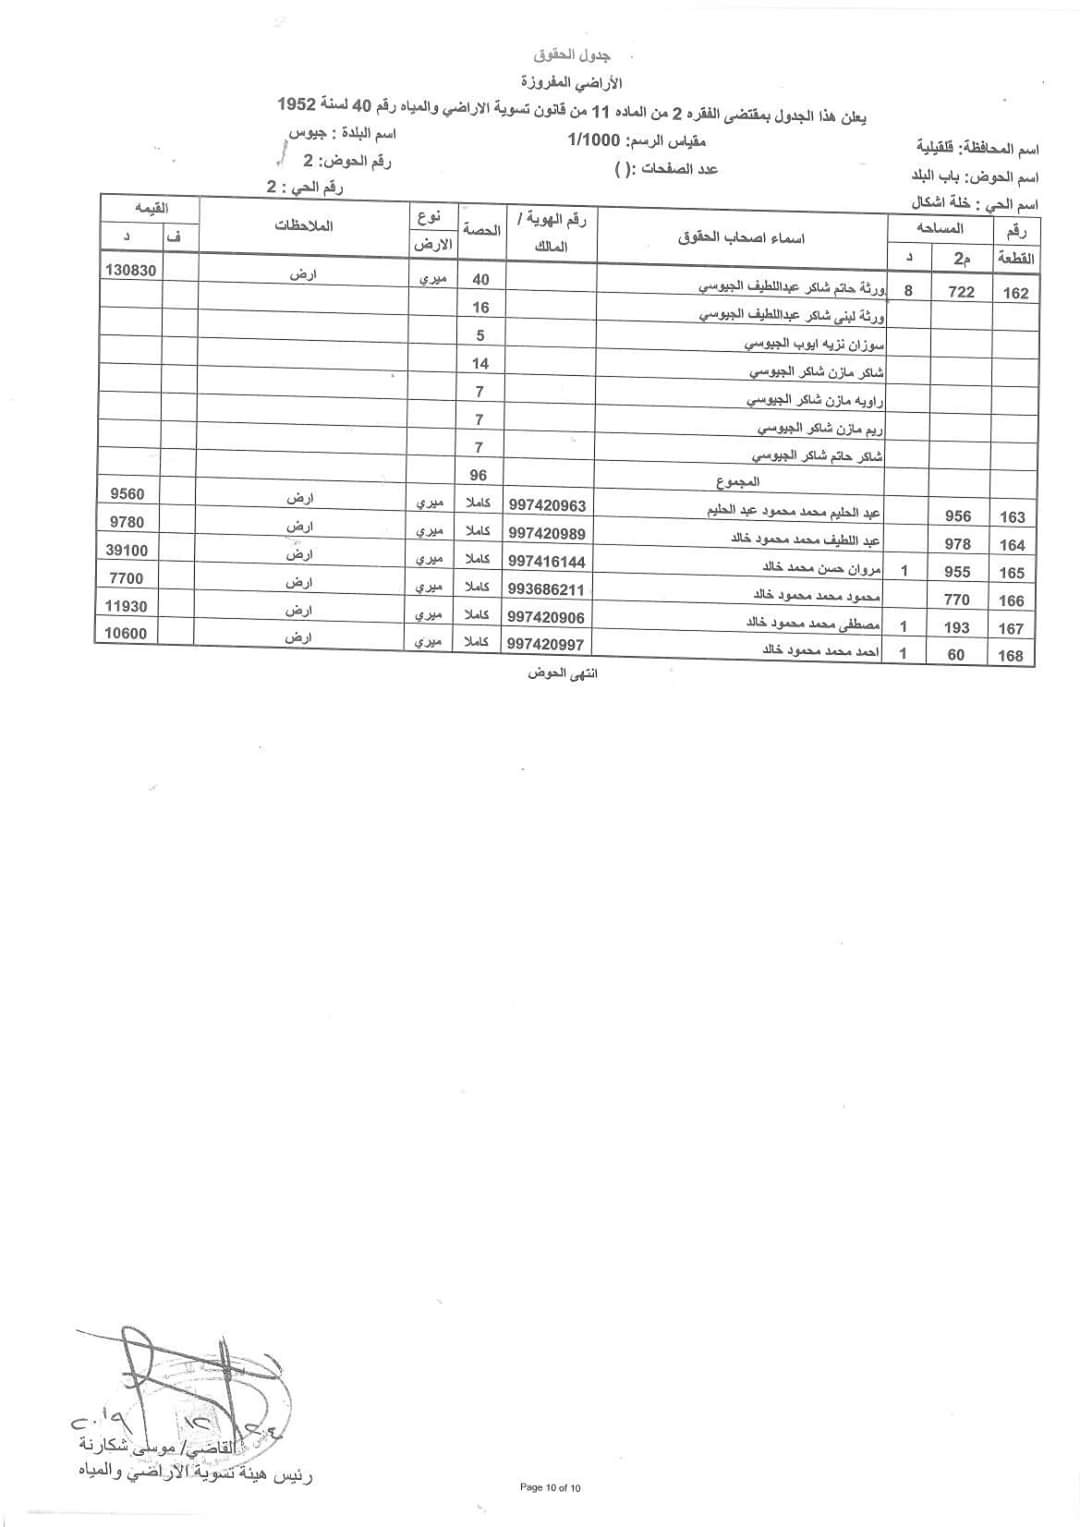 جدول الحقوق
الأراضي المفروزة
يعلن هذا الجدول بمقتضى الفقره 2 من الماده 11 من قانون تسوية الاراضي والمياه رقم 40 لسنة 1952
اسم المحافظة: قلقيلية مقياس الرسم: 1/1000 اسم البلدة : جيوس
اسم الحوض: باب البلد عدد الصفحات :( ) رقم الحوض: 2
اسم الحي : خلة اشكال رقم الحي : 2
رقم القطعة المساحه م2 د اسماء اصحاب الحقوق رقم الهوية / المالك الحصة نوع الارض الملاحظات القيمه ف د
162 722 8 ورثة حاتم شاكر عبداللطيف الجيوسي 40 ميري ارض 130830
ورثة لبنى شاكر عبداللطيف الجيوسي 16
سوزان نزيه ايوب الجيوسي 5
شاكر مازن شاكر الجيوسي 14
راويه مازن شاكر الجيوسي 7
ريم مازن شاكر الجيوسي 7
شاكر حاتم شاكر الجيوسي 7
المجموع 96
163 956 عبد الحليم محمد محمود عبد الحليم 997420963 كاملا ميري ارض 9560
164 978 عبد اللطيف محمد محمود خالد 997420989 كاملا ميري ارض 9780
165 955 1 مروان حسن محمد خالد 997416144 كاملا ميري ارض 39100
166 770 محمود محمد محمود خالد 993686211 كاملا ميري ارض 7700
167 193 1 مصطفى محمد محمود خالد 997420906 كاملا ميري ارض 11930
168 60 1 احمد محمد محمود خالد 997420997 كاملا ميري ارض 10600
انتهى الحوض
القاضي/ موسى شكارنة
رئيس هيئة تسوية الاراضي والمياه
Page 10 of 10